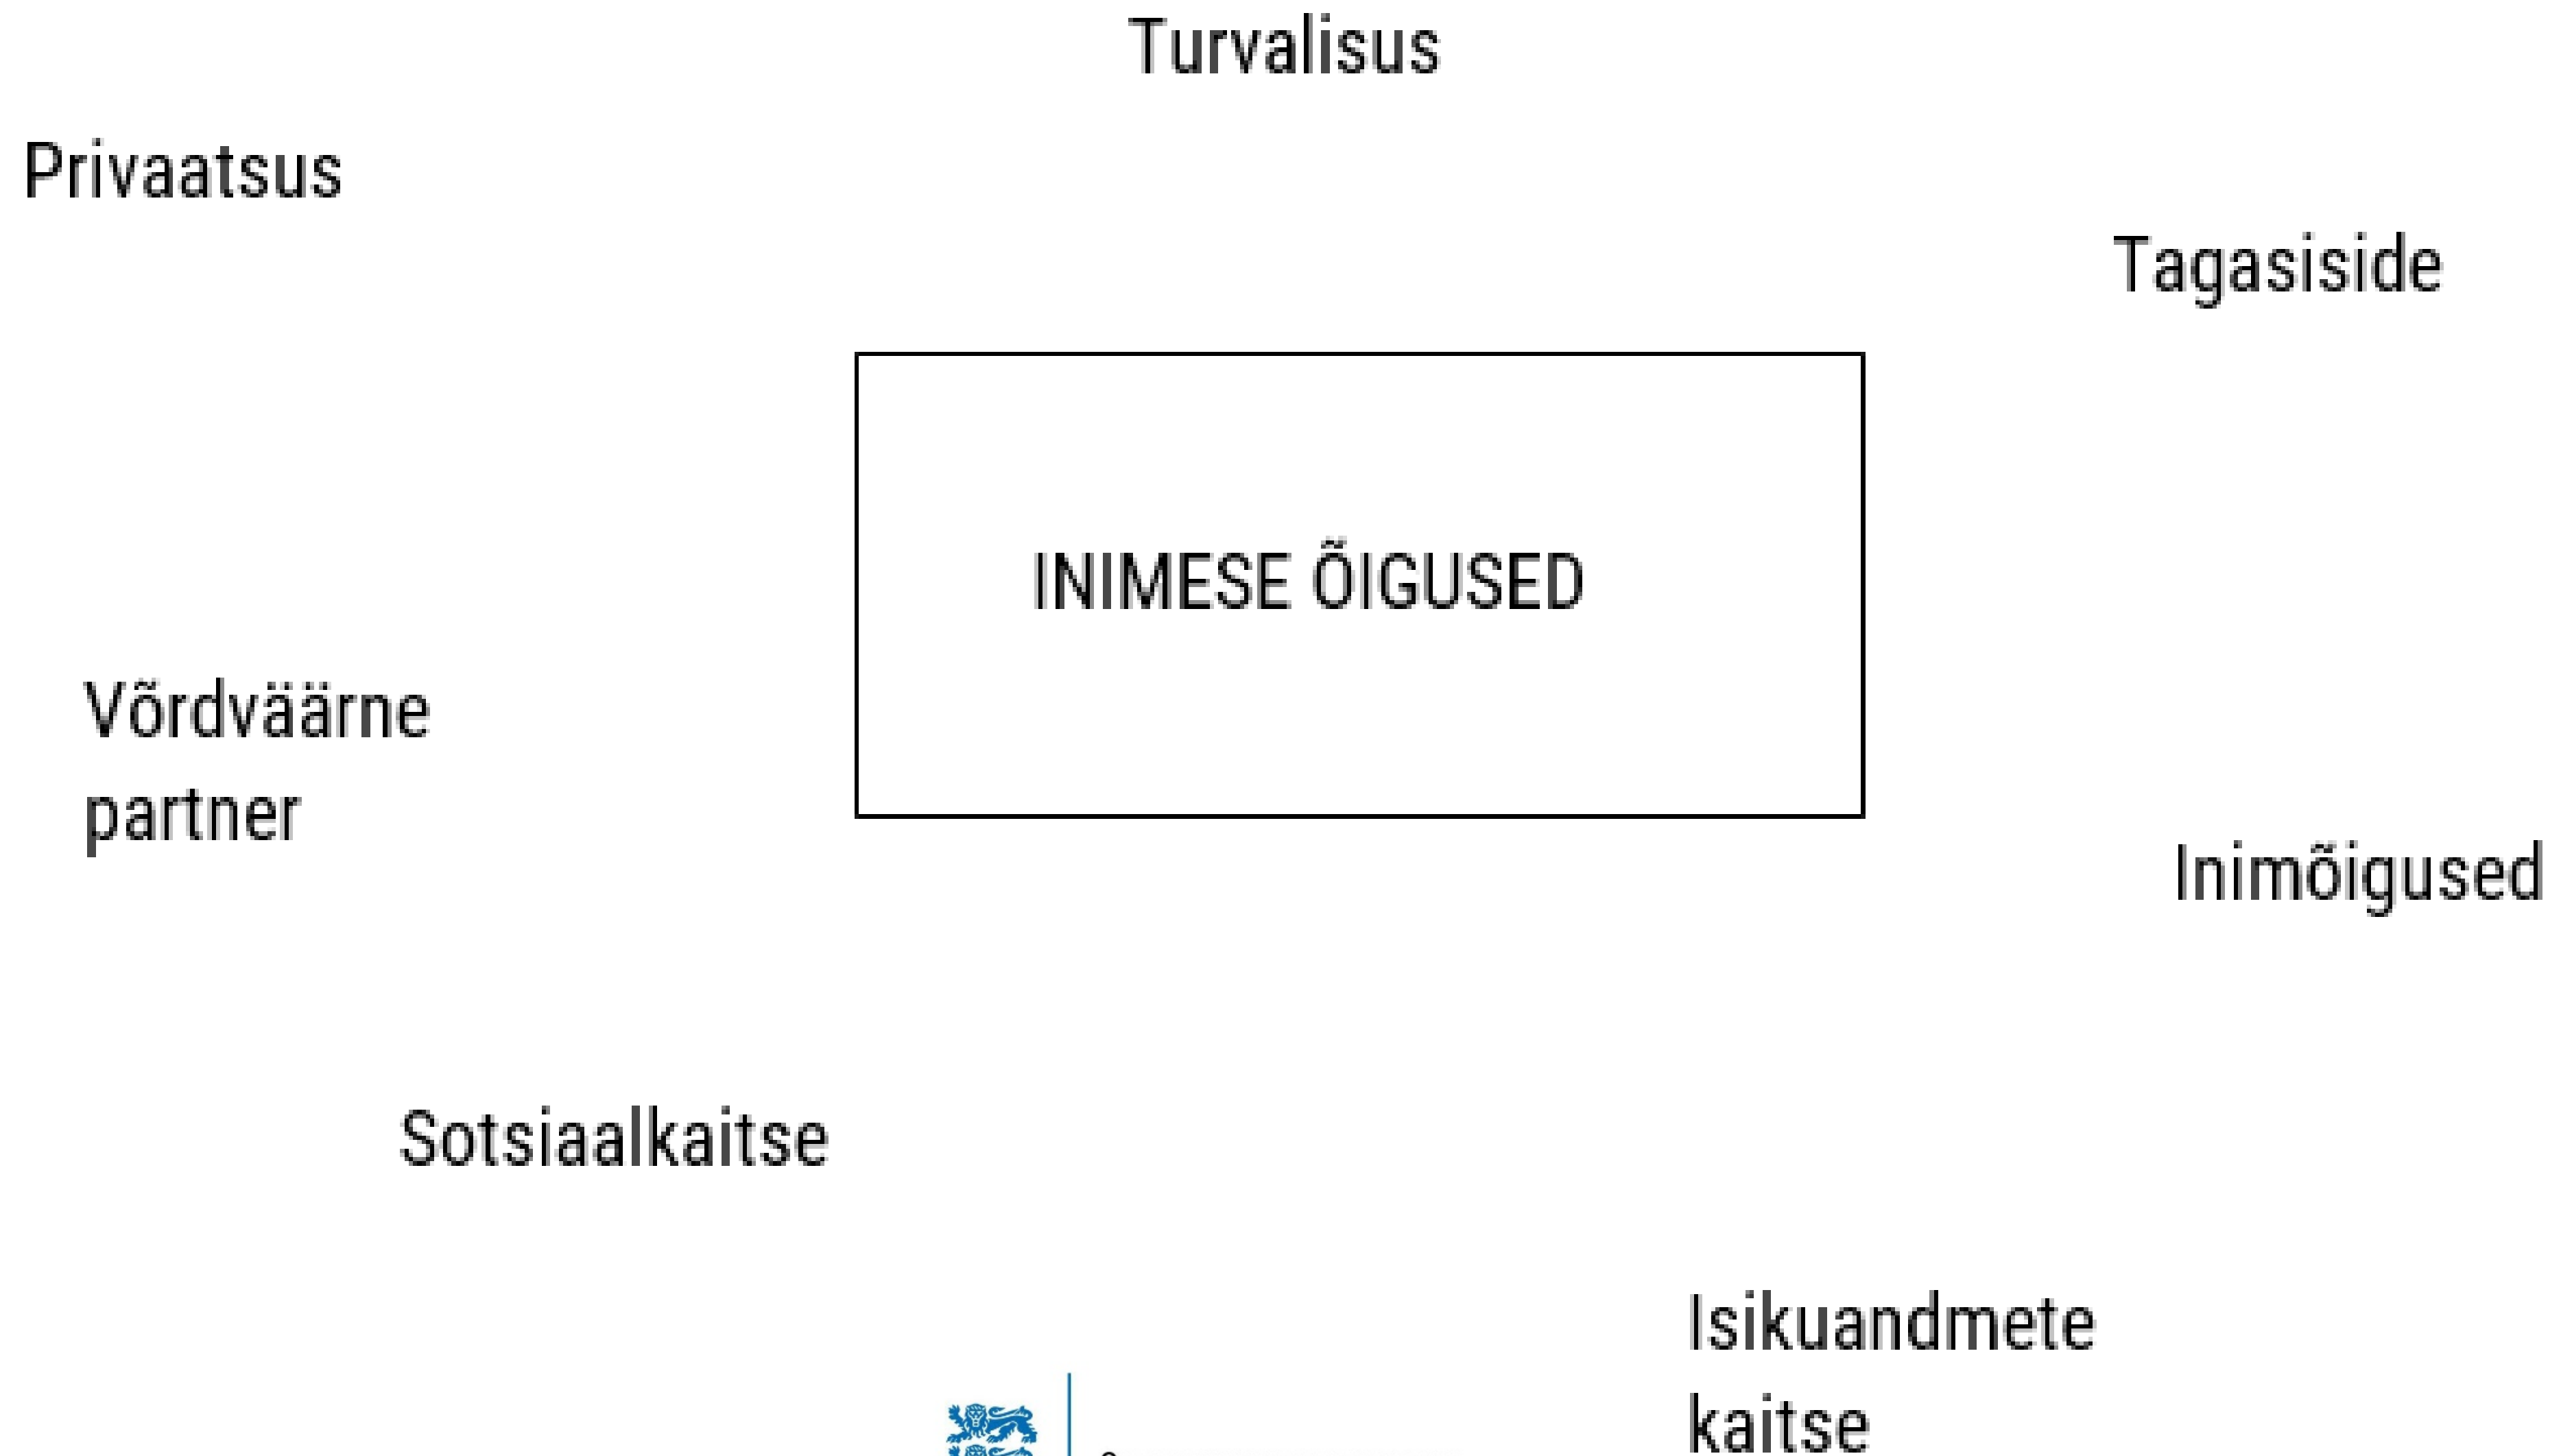 Turvalisus
Privaatsus
Tagasiside
INIMESE ÕIGUSED
Võrdväärne
partner
Inimõigused
Sotsiaalkaitse
Isikuandmete
kaitse